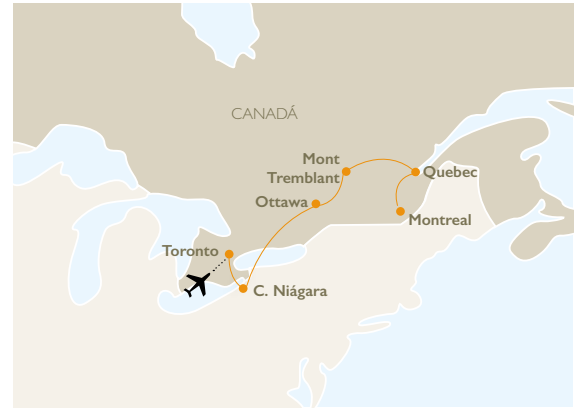 CANADÁ
Mont
Tremblant
Quebec
Ottawa
Montreal
Toronto
C. Niágara